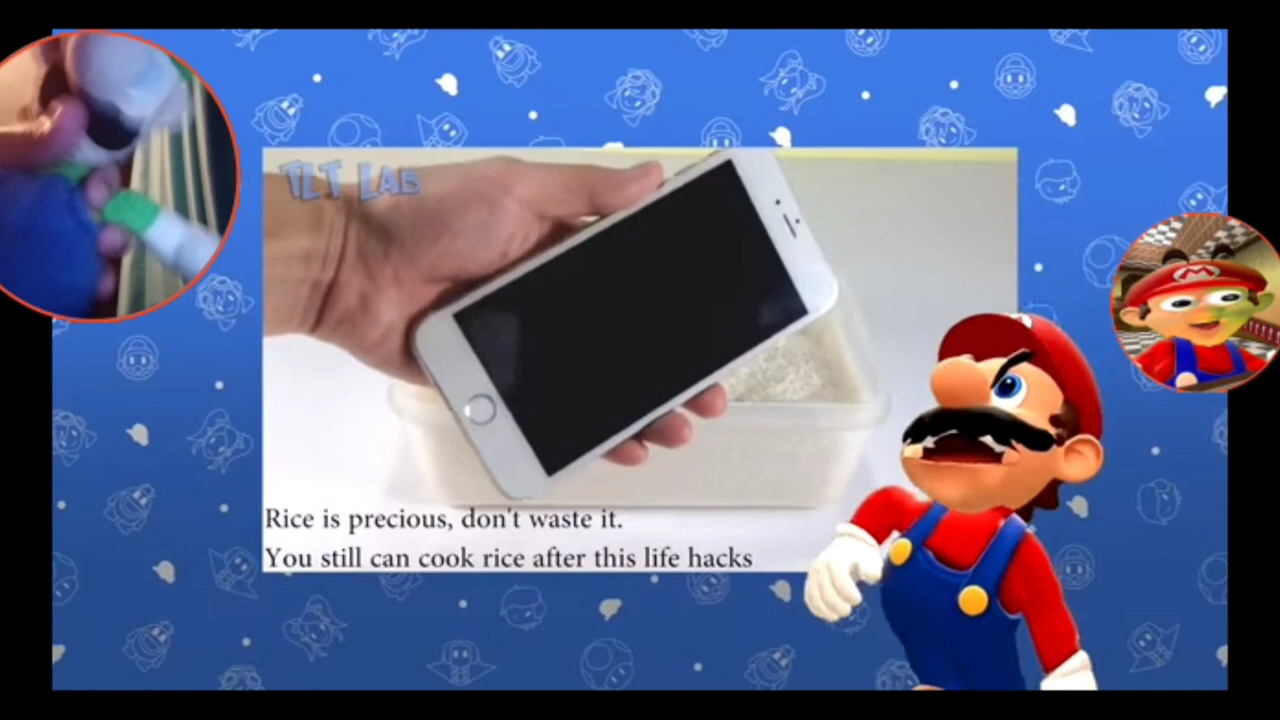 TLT LAB
Rice is precious, don't waste it.
You still can cook rice after this life hacks